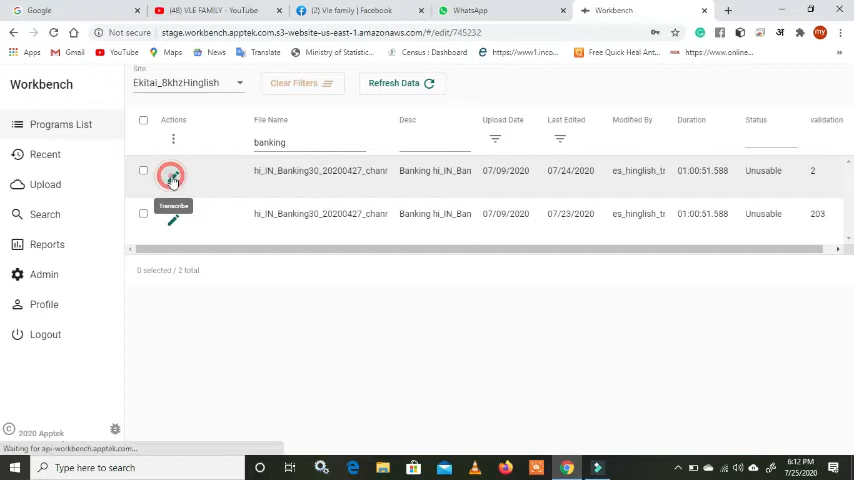 Google
(48) VLE FAMILY - YouTube
(2) Vle family | Facebook
WhatsApp
Workbench
Not secure | stage.workbench.apptek.com.s3-website-us-east-1.amazonaws.com/#/edit/745232
Apps
Gmail
YouTube
Maps
News
Translate
Ministry of Statistic...
Census : Dashboard
https://www1.inco...
Free Quick Heal Ant...
https://www.online...
Workbench
Programs List
Recent
Upload
Search
Reports
Admin
Profile
Logout
© 2020 Apptek
Site
Ekitai_8khzHinglish
Clear Filters
Refresh Data
Actions File Name Desc Upload Date Last Edited Modified By Duration Status validation
banking
hi_IN_Banking30_20200427_chanr Banking hi_IN_Ban 07/09/2020 07/24/2020 es_hinglish_tr 01:00:51.588 Unusable 2
Transcribe
hi_IN_Banking30_20200427_chanr Banking hi_IN_Ban 07/09/2020 07/23/2020 es_hinglish_tr 01:00:51.588 Unusable 203
0 selected / 2 total
Waiting for api-workbench.apptek.com...
Type here to search
6:12 PM
7/25/2020